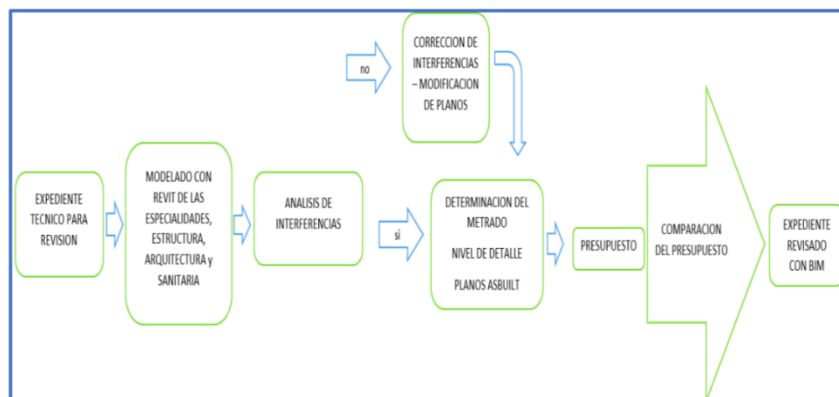 no
CORRECCION DE
INTERFERENCIAS
– MODIFICACION
DE PLANOS
EXPEDIENTE
TECNICO PARA
REVISION
MODELADO CON
REVIT DE LAS
ESPECIALIDADES,
ESTRUCTURA,
ARQUITECTURA y
SANITARIA
ANALISIS DE
INTERFERENCIAS
si
DETERMINACION DEL
METRADO
NIVEL DE DETALLE
PLANOS ASBUILT
PRESUPUESTO
COMPARACION
DEL PRESUPUESTO
EXPEDIENTE
REVISADO
CON BIM